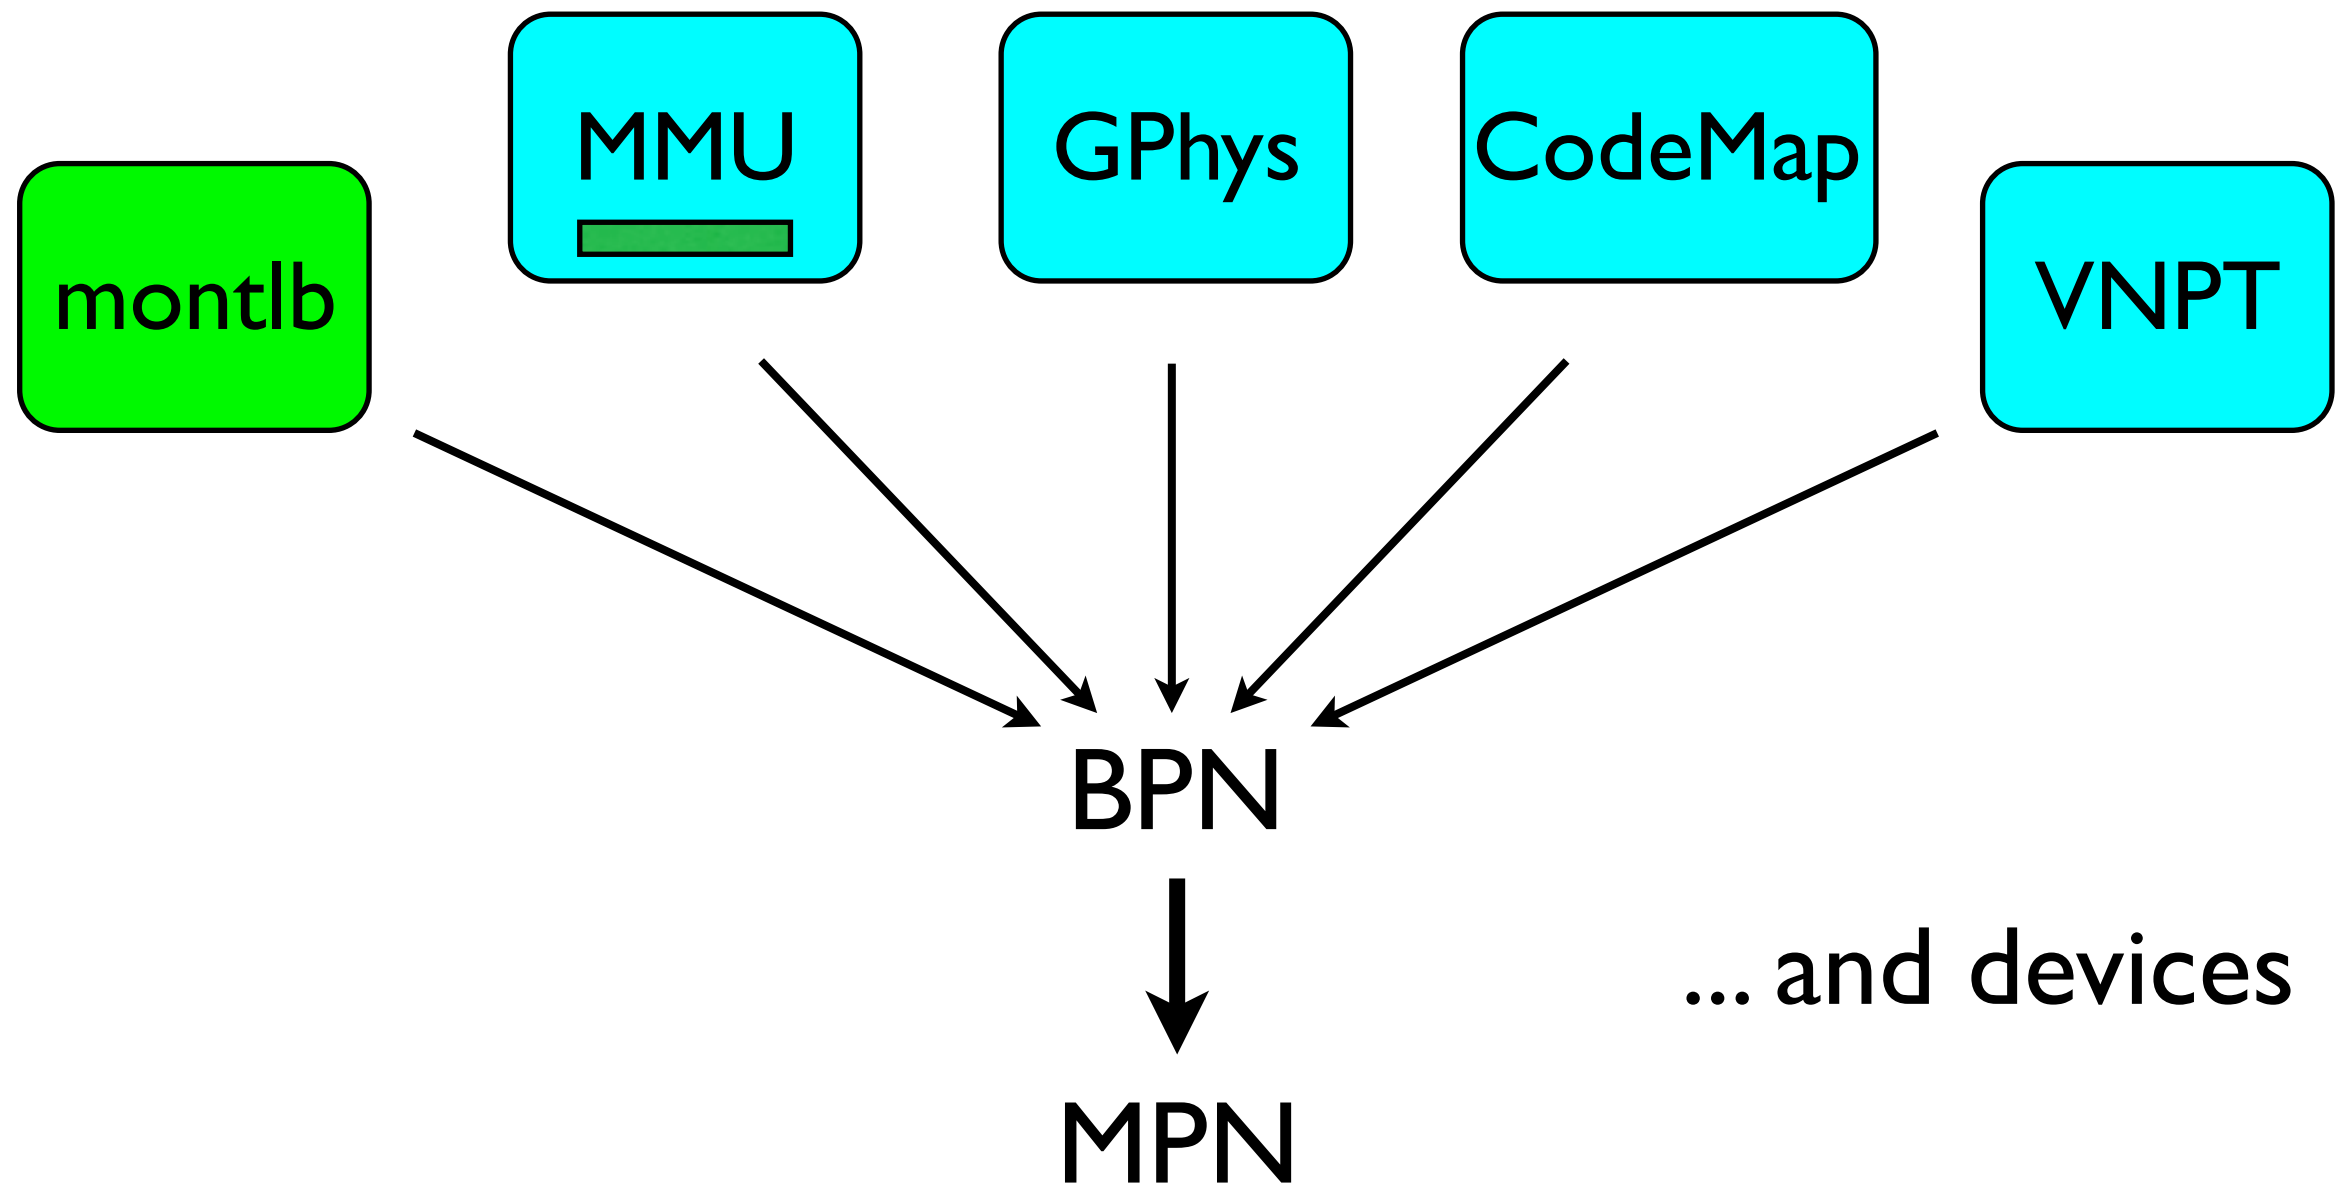 montlb
MMU
GPhys
CodeMap
VNPT
BPN
... and devices
MPN